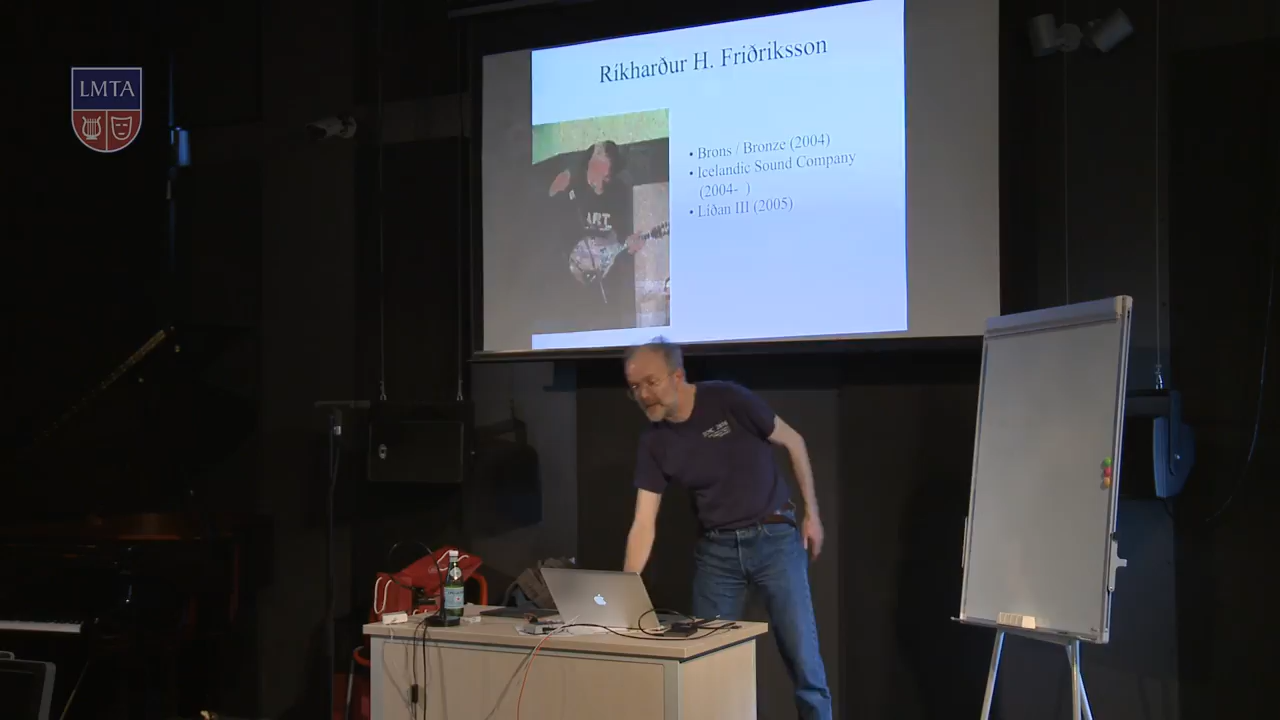 LMTA
Ríkharður H. Friðriksson
• Brons / Bronze (2004)
• Icelandic Sound Company
(2004- )
• Líðan III (2005)
ART